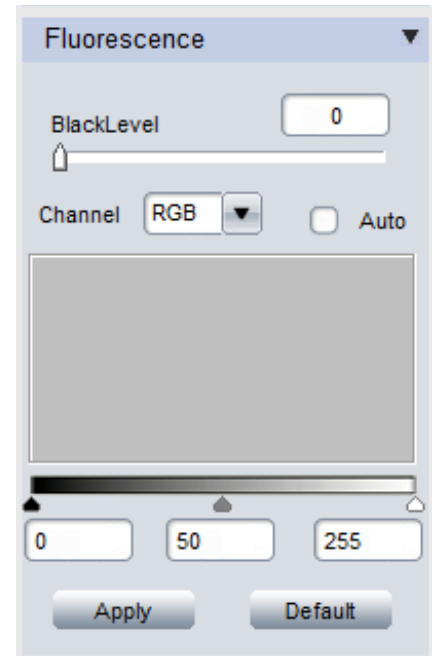 Fluorescence
BlackLevel 0
Channel RGB Auto
0 50 255
Apply Default